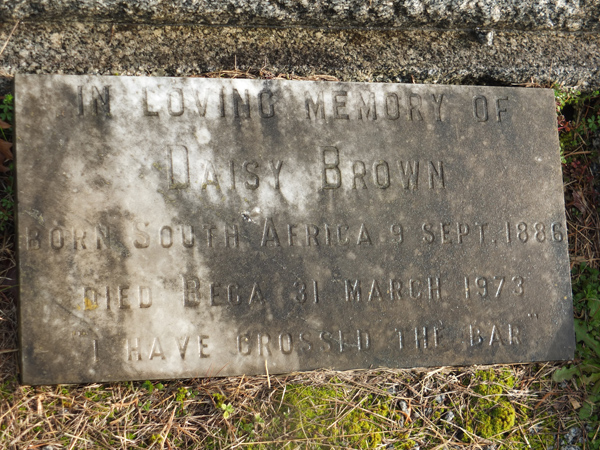 IN LOVING MEMORY OF
DAISY BROWN
BORN SOUTH AFRICA 9 SEPT. 1886
DIED BEGA 31 MARCH 1973
"I HAVE CROSSED THE BAR"